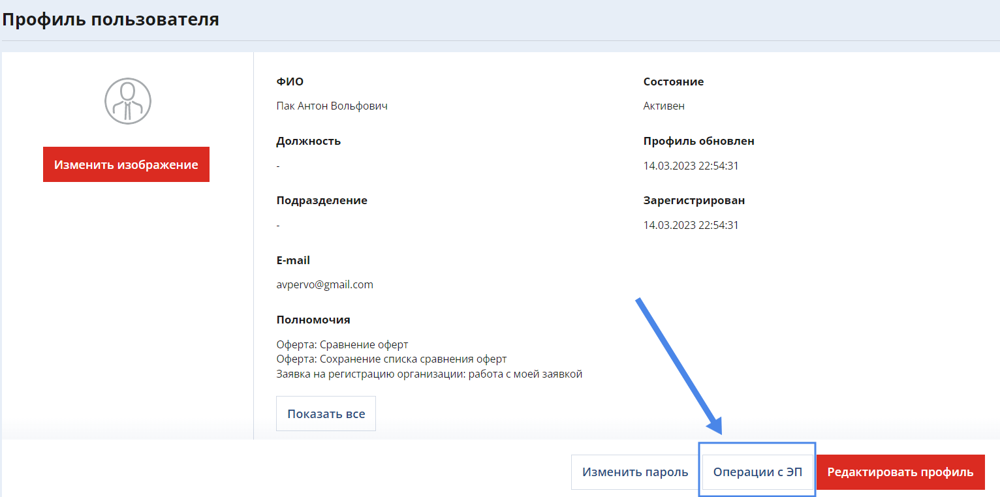 Профиль пользователя
Изменить изображение
ФИО
Пак Антон Вольфович
Должность
-
Подразделение
-
E-mail
avpervo@gmail.com
Полномочия
Оферта: Сравнение оферт
Оферта: Сохранение списка сравнения оферт
Заявка на регистрацию организации: работа с моей заявкой
Показать все
Состояние
Активен
Профиль обновлен
14.03.2023 22:54:31
Зарегистрирован
14.03.2023 22:54:31
Изменить пароль
Операции с ЭП
Редактировать профиль